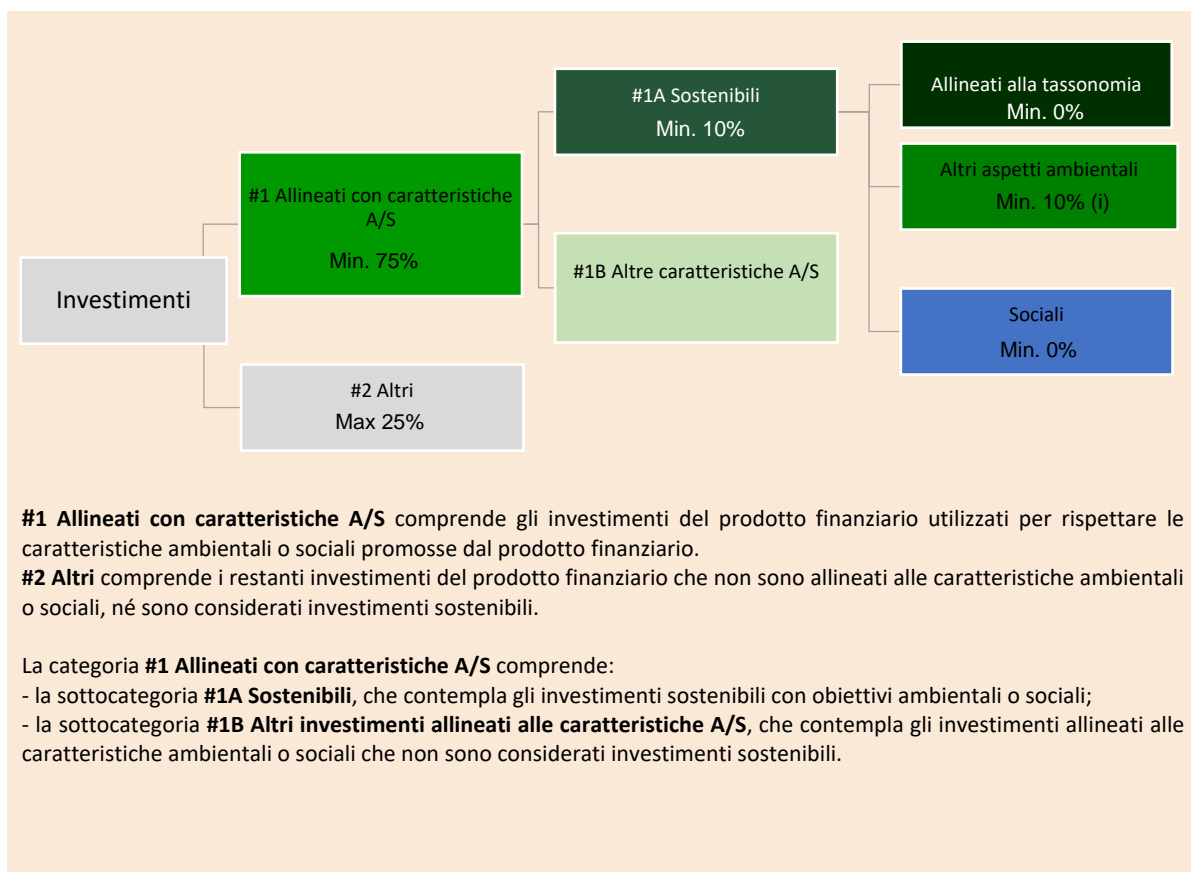 Investimenti
#1 Allineati con caratteristiche
A/S
Min. 75%
#2 Altri
Max 25%
#1A Sostenibili
Min. 10%
#1B Altre caratteristiche A/S
Allineati alla tassonomia
Min. 0%
Altri aspetti ambientali
Min. 10% (i)
Sociali
Min. 0%
#1 Allineati con caratteristiche A/S comprende gli investimenti del prodotto finanziario utilizzati per rispettare le
caratteristiche ambientali o sociali promosse dal prodotto finanziario.
#2 Altri comprende i restanti investimenti del prodotto finanziario che non sono allineati alle caratteristiche ambientali
o sociali, né sono considerati investimenti sostenibili.
La categoria #1 Allineati con caratteristiche A/S comprende:
- la sottocategoria #1A Sostenibili, che contempla gli investimenti sostenibili con obiettivi ambientali o sociali;
- la sottocategoria #1B Altri investimenti allineati alle caratteristiche A/S, che contempla gli investimenti allineati alle
caratteristiche ambientali o sociali che non sono considerati investimenti sostenibili.